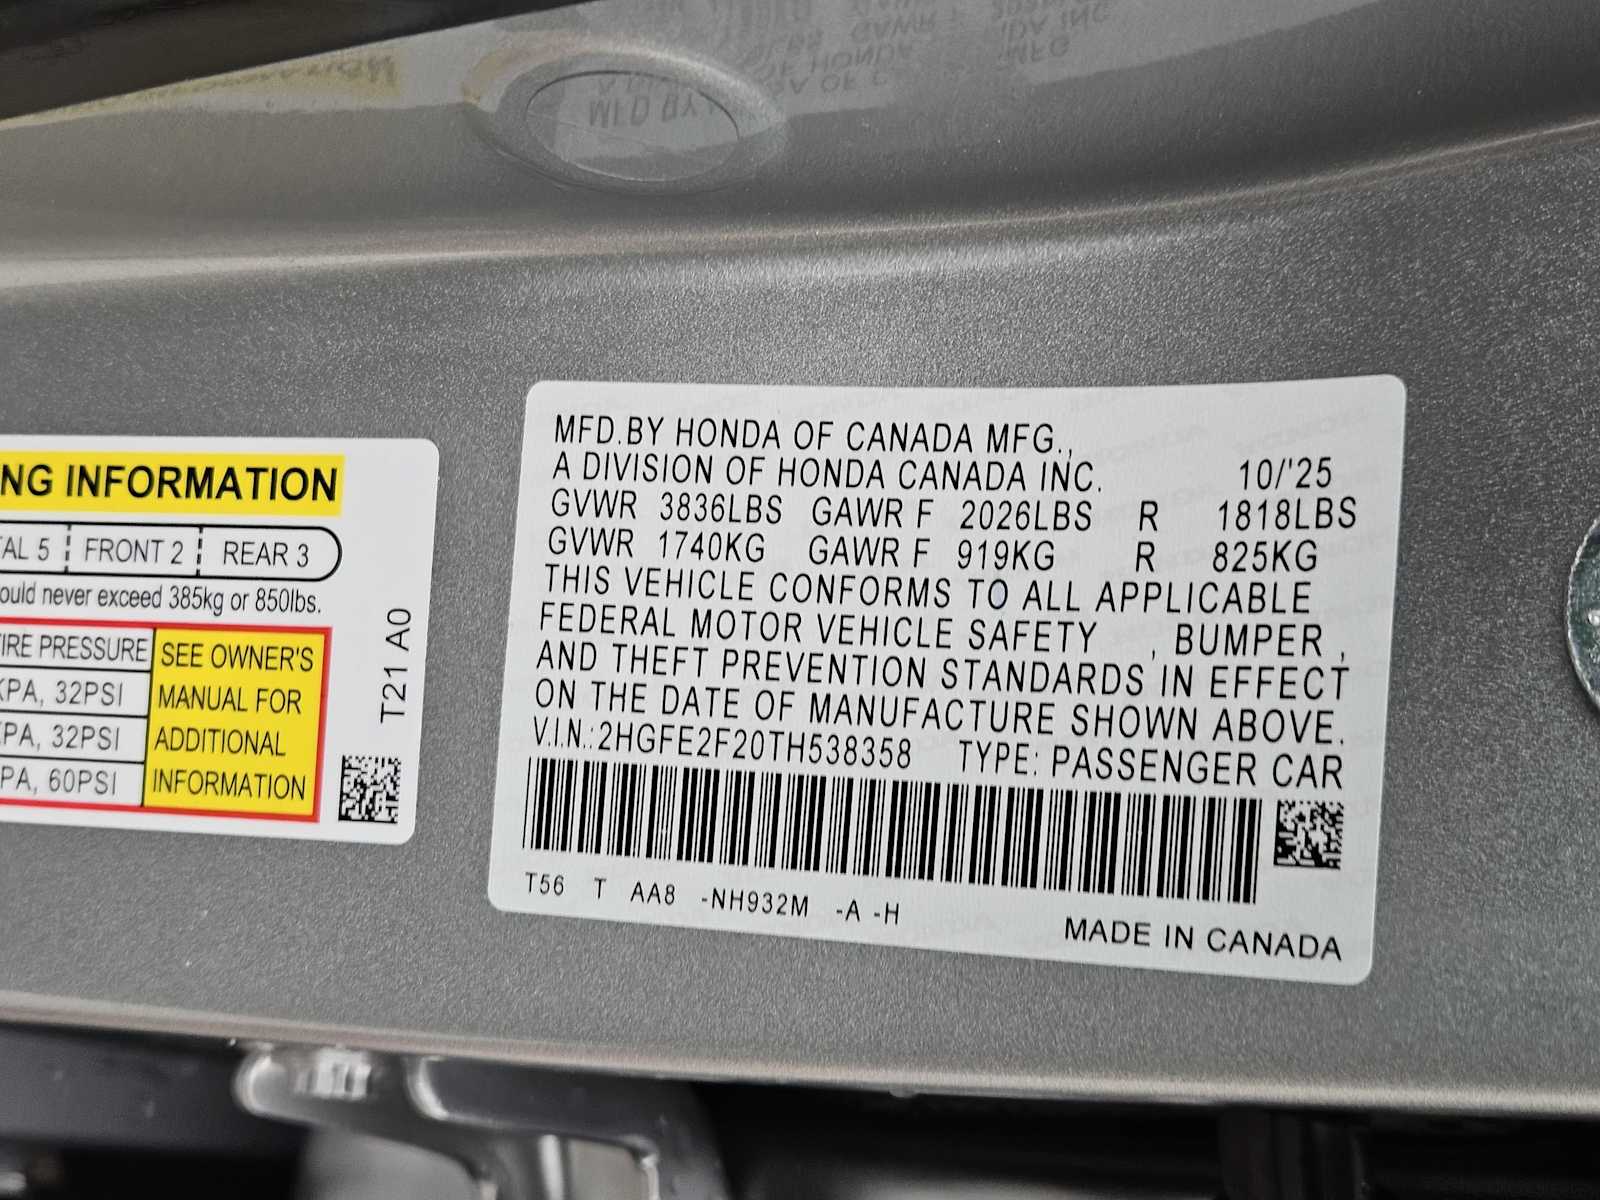 NG INFORMATION
TAL 5 FRONT 2 REAR 3
ould never exceed 385kg or 850lbs.
TIRE PRESSURE
KPA, 32PSI
KPA, 32PSI
PA, 60PSI
SEE OWNER'S
MANUAL FOR
ADDITIONAL
INFORMATION
T21 A0
MFD.BY HONDA OF CANADA MFG.,
A DIVISION OF HONDA CANADA INC. 10/'25
GVWR 3836LBS GAWR F 2026LBS R 1818LBS
GVWR 1740KG GAWR F 919KG R 825KG
THIS VEHICLE CONFORMS TO ALL APPLICABLE
FEDERAL MOTOR VEHICLE SAFETY , BUMPER ,
AND THEFT PREVENTION STANDARDS IN EFFECT
ON THE DATE OF MANUFACTURE SHOWN ABOVE.
V.I.N.:2HGFE2F20TH538358 TYPE: PASSENGER CAR
T56 T AA8 -NH932M -A -H
MADE IN CANADA